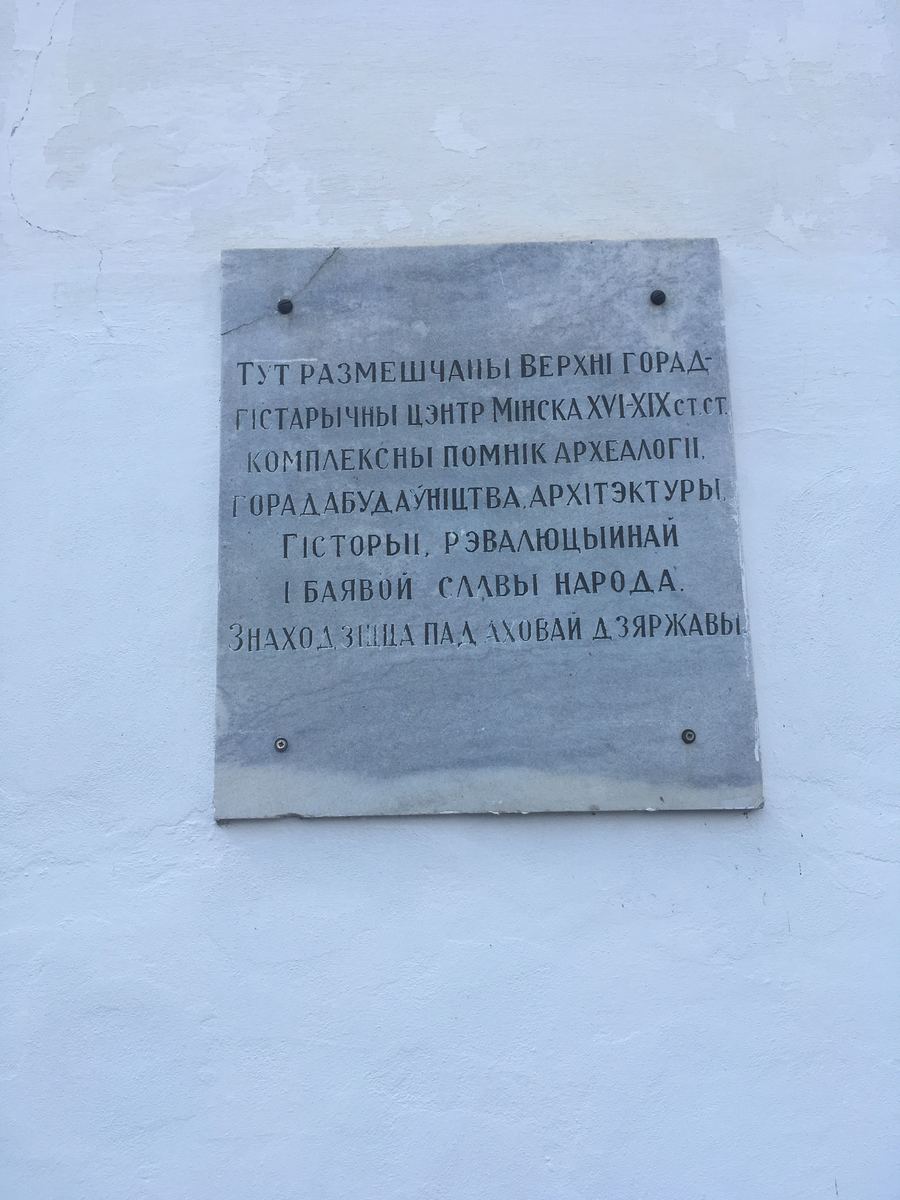 Тут размешчаны Верхні горад-
гістарычны цэнтр Мінска XVI-XIX ст.ст.
комплексны помнік археалогіі,
горадабудаўніцтва, архітэктуры,
гісторыі, рэвалюцыйнай
і баявой славы народа.
Знаходзіцца пад аховай дзяржавы